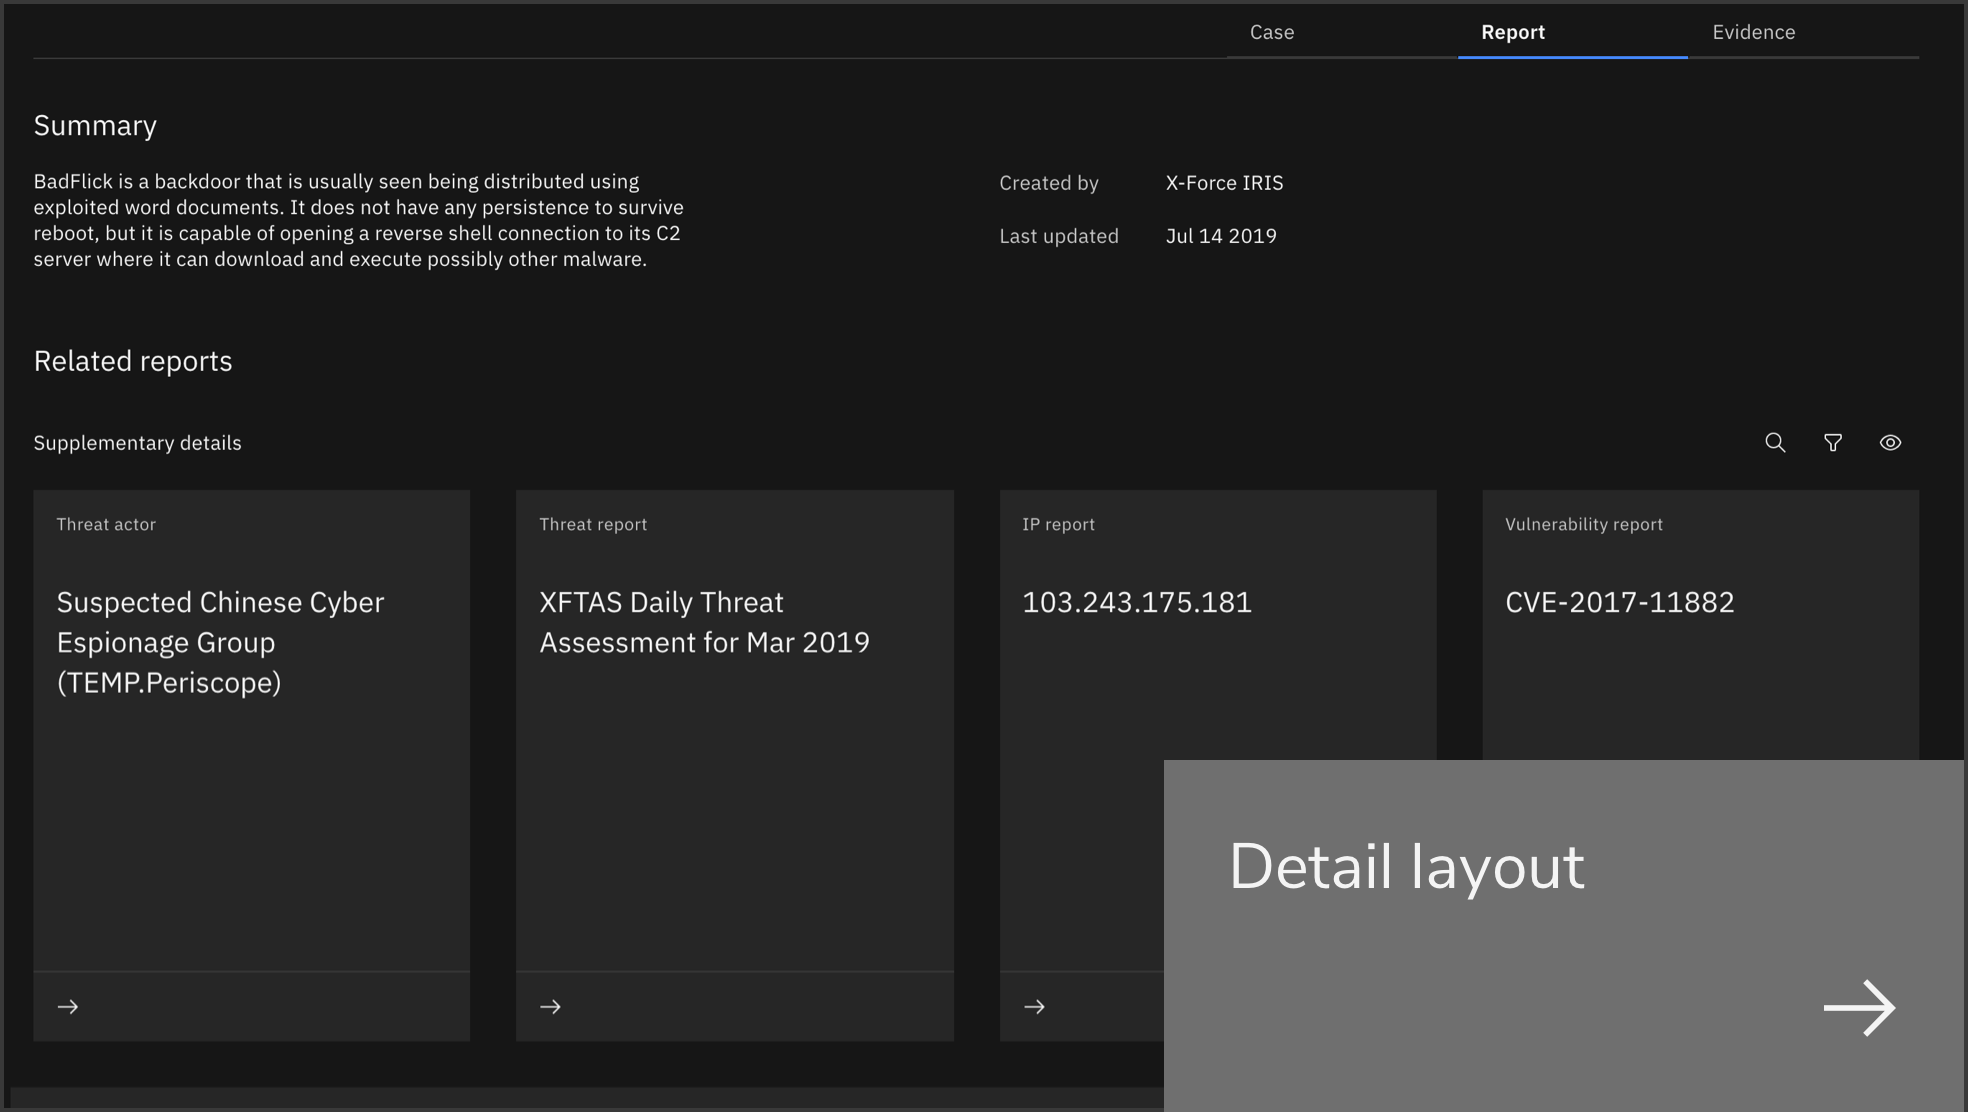 Case
Report
Evidence
Summary
BadFlick is a backdoor that is usually seen being distributed using
exploited word documents. It does not have any persistence to survive
reboot, but it is capable of opening a reverse shell connection to its C2
server where it can download and execute possibly other malware.
Created by
X-Force IRIS
Last updated
Jul 14 2019
Related reports
Supplementary details
Threat actor
Suspected Chinese Cyber
Espionage Group
(TEMP.Periscope)
Threat report
XFTAS Daily Threat
Assessment for Mar 2019
IP report
103.243.175.181
Vulnerability report
CVE-2017-11882
Detail layout